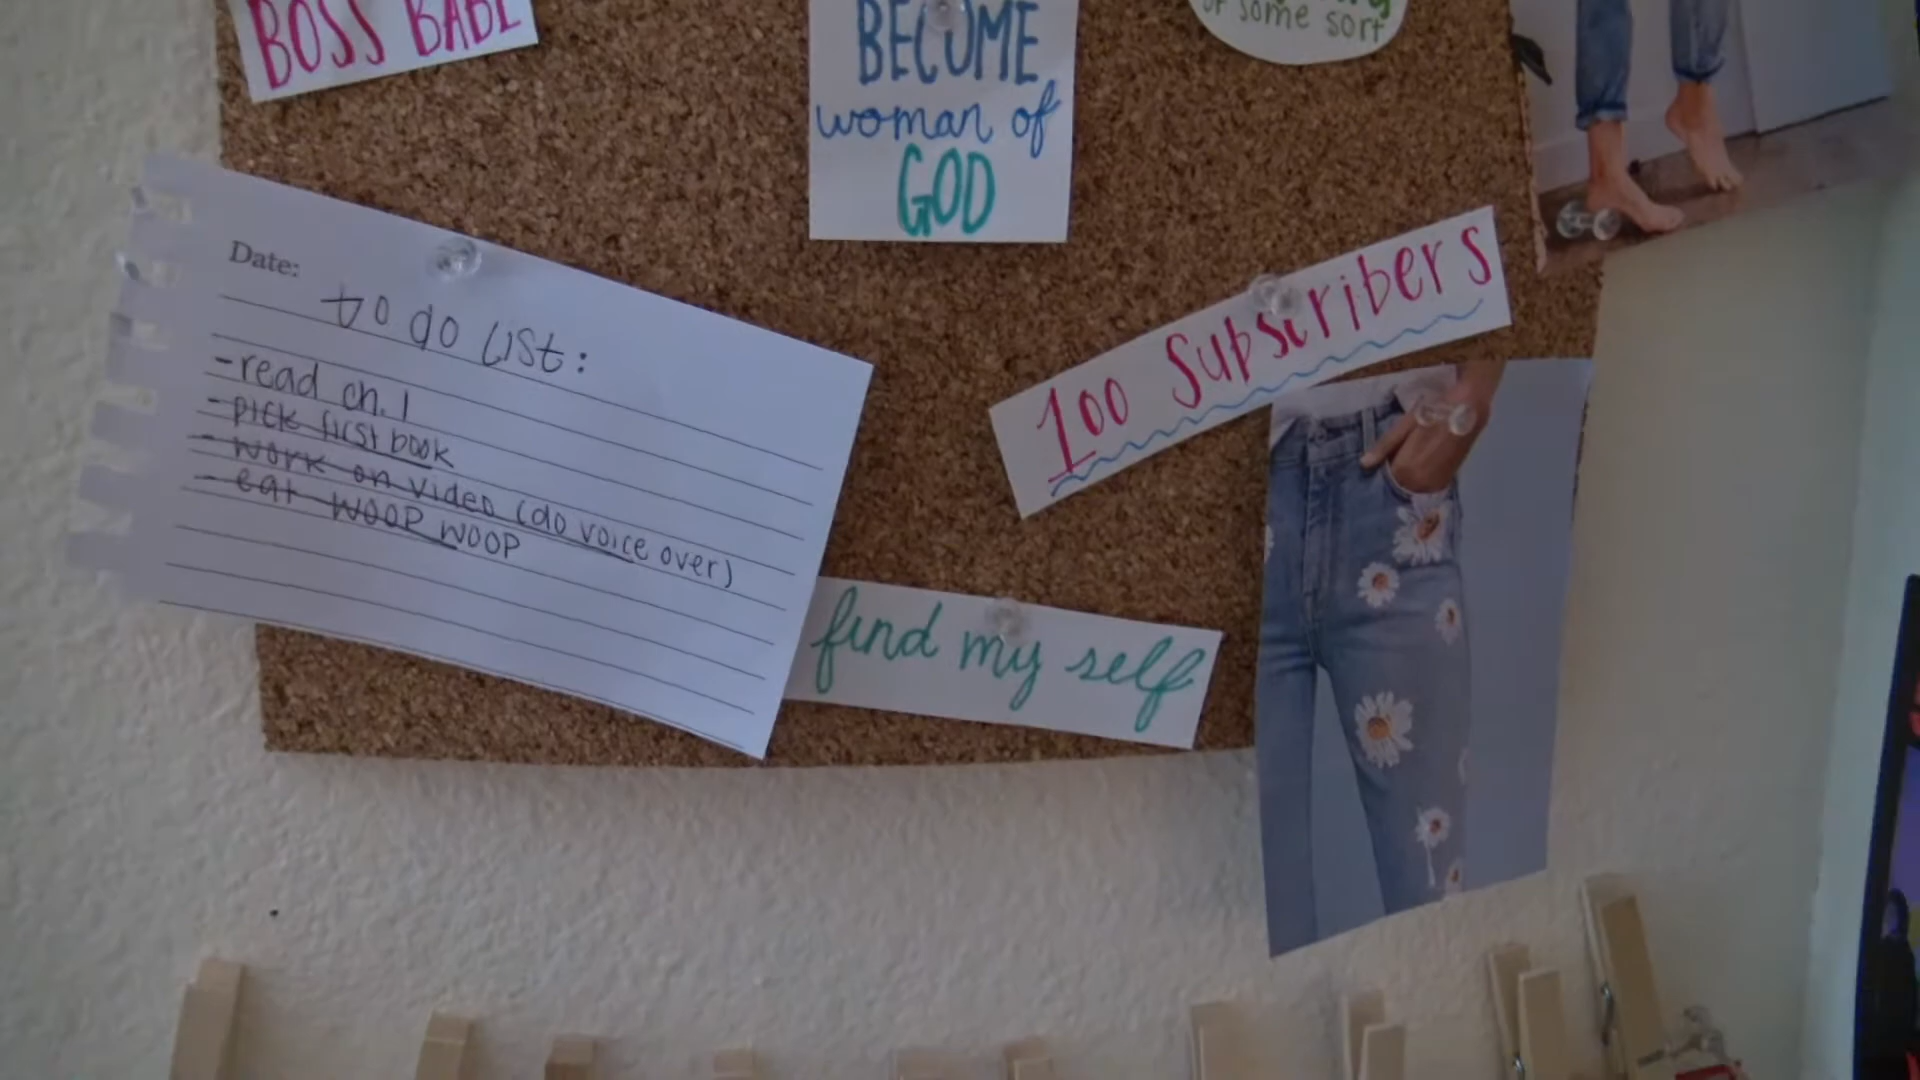 BOSS BABE
BECOME
woman of
GOD
of some sort
Date:
to do list:
-read ch. 1
- pick first book
- work on video (do voice over)
- eat woop woop
100 Subscribers
find my self